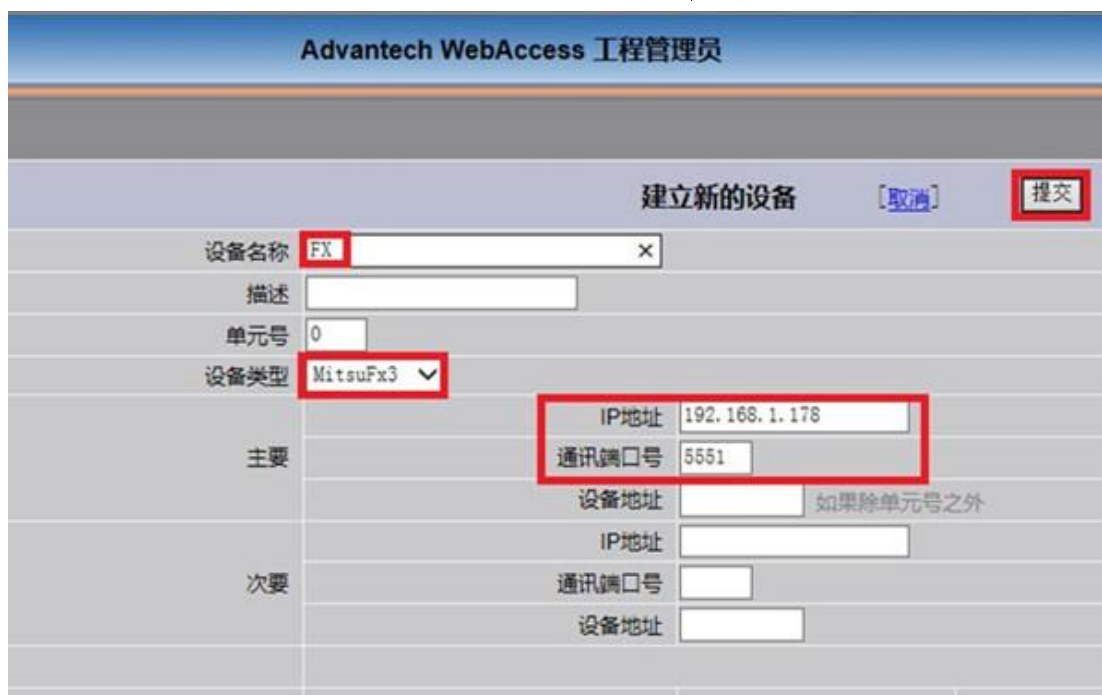 Advantech WebAccess 工程管理员
建立新的设备 [取消] 提交
设备名称 FX ×
描述
单元号 0
设备类型 MitsuFx3
IP地址 192.168.1.178
主要 通讯端口号 5551
设备地址 如果除单元号之外
IP地址
次要 通讯端口号
设备地址